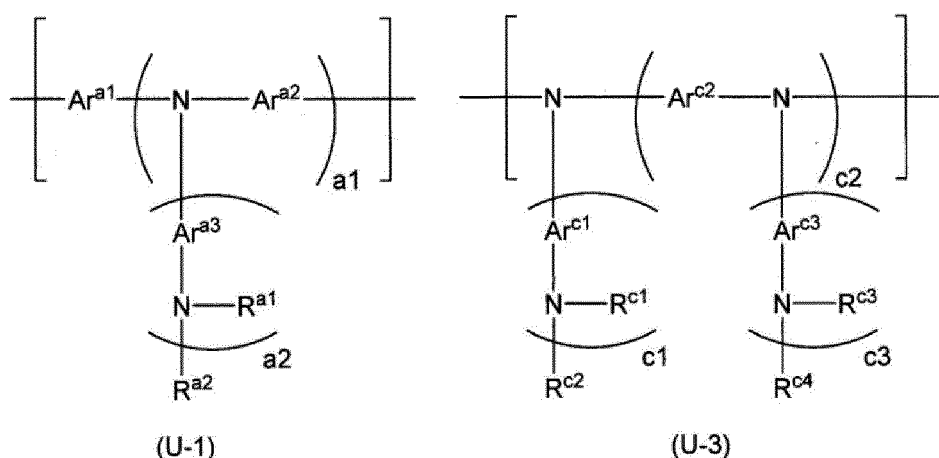 Ar^a1 N Ar^a2 N Ar^c2 N
a1 c2
Ar^a3 Ar^c1 Ar^c3
N R^a1 N R^c1 N R^c3
a2 c1 c3
R^a2 R^c2 R^c4
(U-1) (U-3)